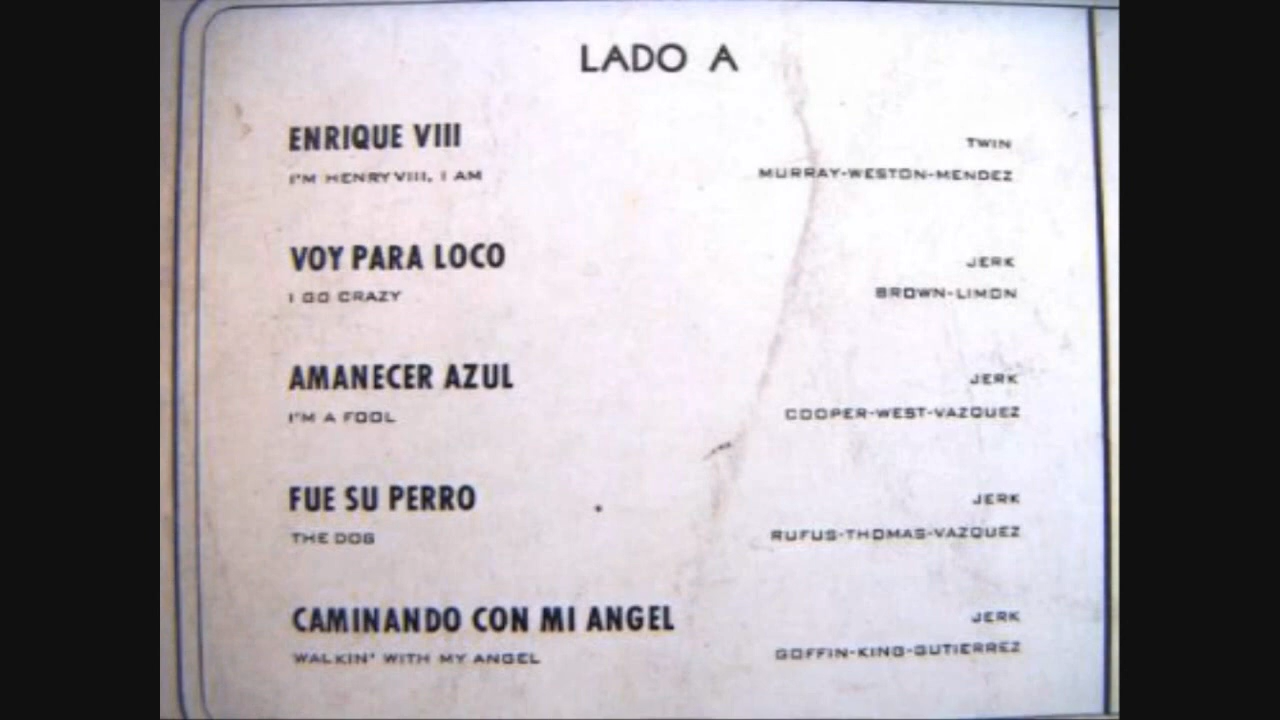 LADO A
ENRIQUE VIII TWIN
I'M HENRY VIII, I AM MURRAY-WESTON-MENDEZ
VOY PARA LOCO JERK
I GO CRAZY BROWN-LIMON
AMANECER AZUL JERK
I'M A FOOL COOPER-WEST-VAZQUEZ
FUE SU PERRO JERK
THE DOG RUFUS-THOMAS-VAZQUEZ
CAMINANDO CON MI ANGEL JERK
WALKIN' WITH MY ANGEL GOFFIN-KING-GUTIERREZ